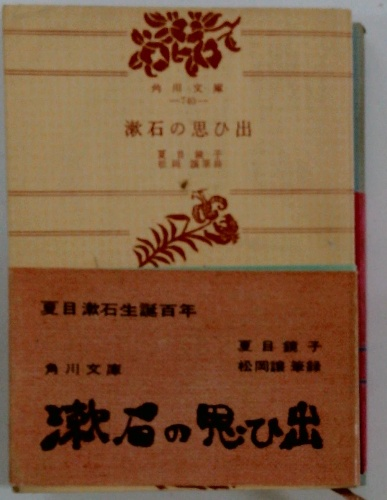 角川文庫
—740—
漱石の思ひ出
夏目鏡子
松岡譲筆録
夏目漱石生誕百年
夏目鏡子
角川文庫
松岡譲筆録
漱石の思ひ出